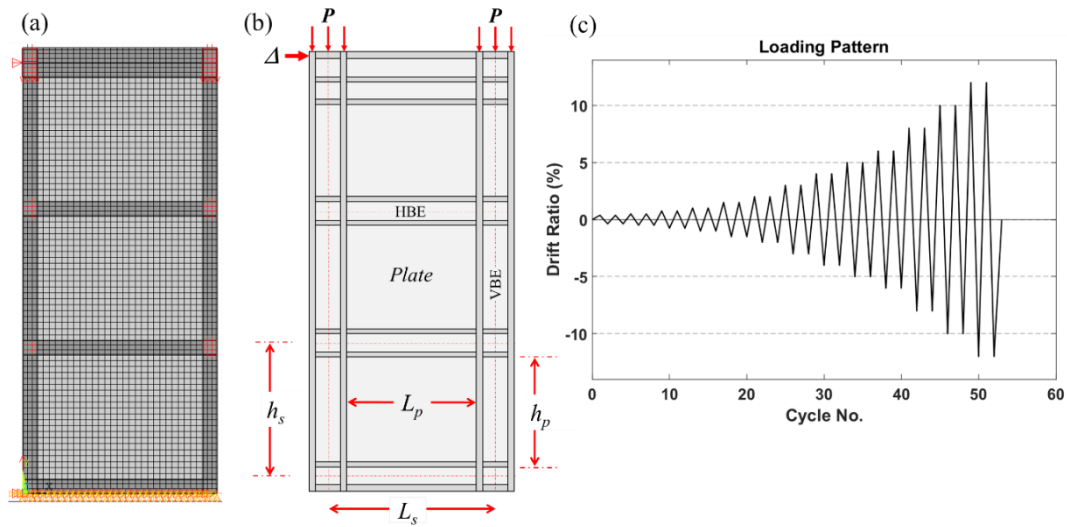 (a)
X
(b)
P
P
Δ
HBE
Plate
VBE
h_s
L_p
h_p
L_s
(c)
Loading Pattern
Drift Ratio (%)
10
5
0
-5
-10
0
10
20
30
40
50
60
Cycle No.